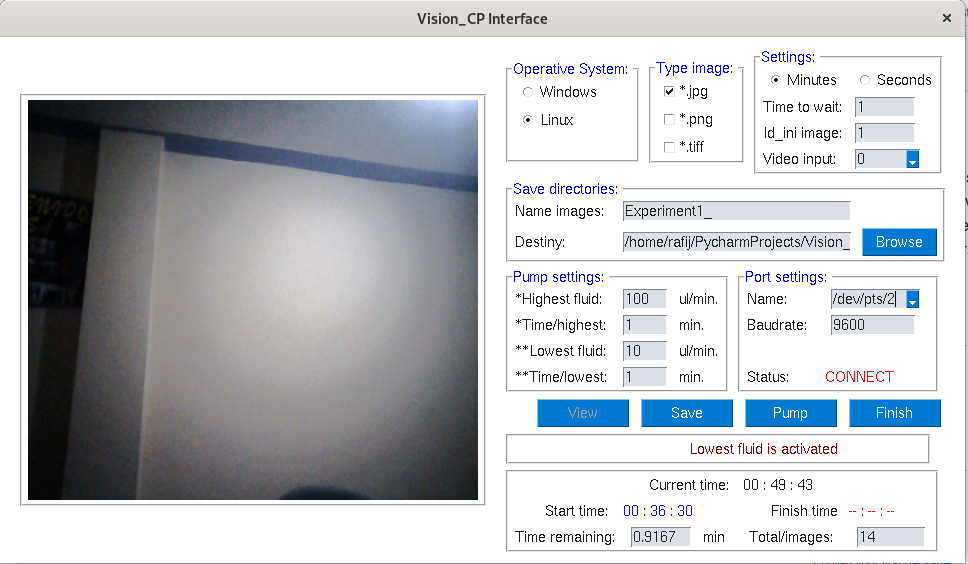 Vision_CP Interface
Operative System:
Windows
Linux
Type image:
*.jpg
*.png
*.tiff
Settings:
Minutes Seconds
Time to wait: 1
Id_ini image: 1
Video input: 0
Save directories:
Name images: Experiment1_
Destiny: /home/rafij/PycharmProjects/Vision_ Browse
Pump settings:
*Highest fluid: 100 ul/min.
*Time/highest: 1 min.
**Lowest fluid: 10 ul/min.
**Time/lowest: 1 min.
Port settings:
Name: /dev/pts/2
Baudrate: 9600
Status: CONNECT
View Save Pump Finish
Lowest fluid is activated
Current time: 00 : 49 : 43
Start time: 00 : 36 : 30 Finish time -- : -- : --
Time remaining: 0.9167 min Total/images: 14